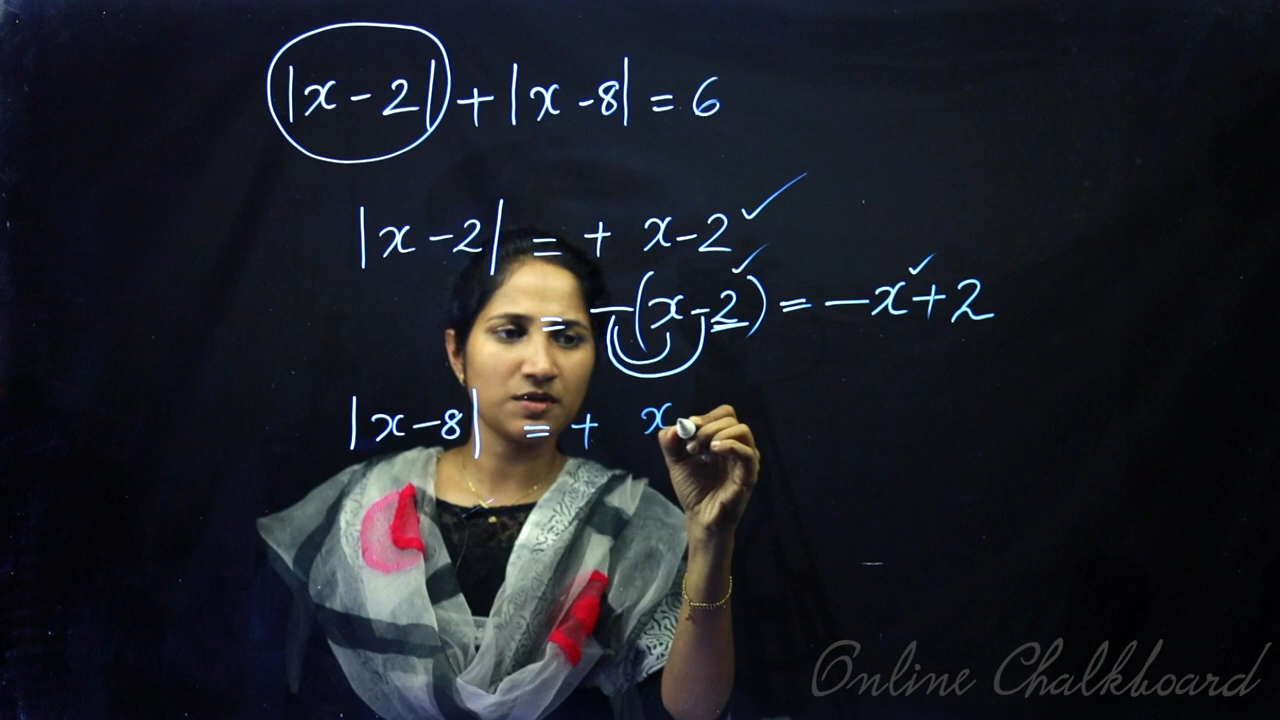 |x-2| + |x-8| = 6
|x-2| = + x-2 ✓
= -(x-2) ✓ = -x+2 ✓
|x-8| = + x
Online Chalkboard